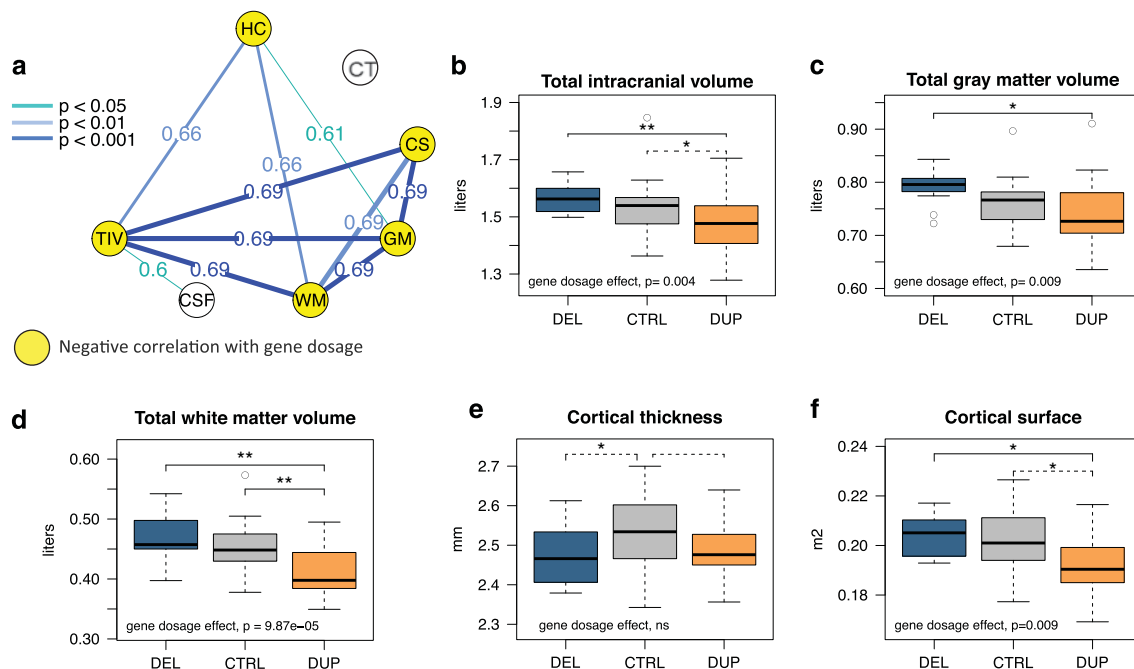 a
HC
CT
p < 0.05
p < 0.01
p < 0.001
0.66
0.61
0.66
CS
0.69
0.69
0.69
TIV
0.69
GM
0.6
0.69
0.69
CSF
WM
Negative correlation with gene dosage
b
Total intracranial volume
1.9
1.7
1.5
1.3
liters
**
*
gene dosage effect, p= 0.004
DEL CTRL DUP
c
Total gray matter volume
0.90
0.80
0.70
0.60
liters
*
gene dosage effect, p= 0.009
DEL CTRL DUP
d
Total white matter volume
0.60
0.50
0.40
0.30
liters
**
**
gene dosage effect, p = 9.87e−05
DEL CTRL DUP
e
Cortical thickness
2.7
2.6
2.5
2.4
2.3
mm
*
gene dosage effect, ns
DEL CTRL DUP
f
Cortical surface
0.24
0.22
0.20
0.18
m2
*
*
gene dosage effect, p=0.009
DEL CTRL DUP